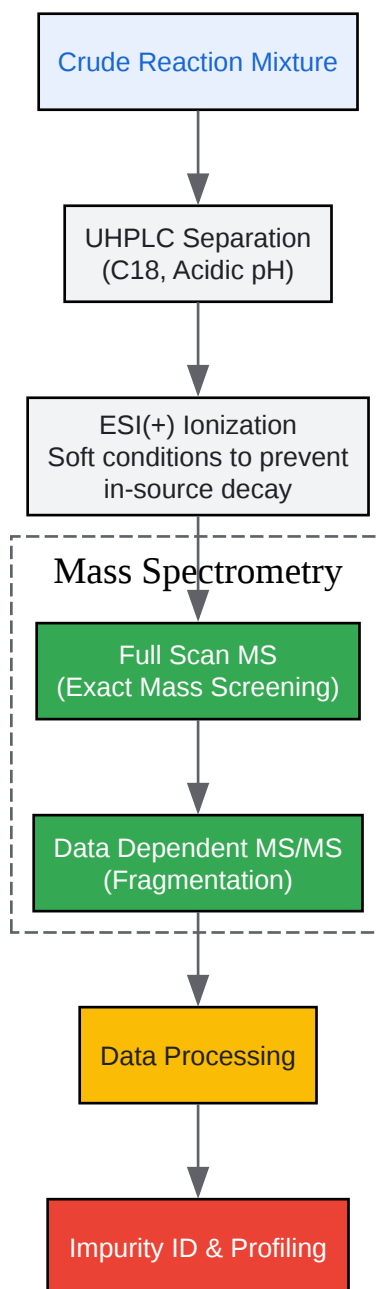 Crude Reaction Mixture
UHPLC Separation
(C18, Acidic pH)
ESI(+) Ionization
Soft conditions to prevent
in-source decay
Mass Spectrometry
Full Scan MS
(Exact Mass Screening)
Data Dependent MS/MS
(Fragmentation)
Data Processing
Impurity ID & Profiling